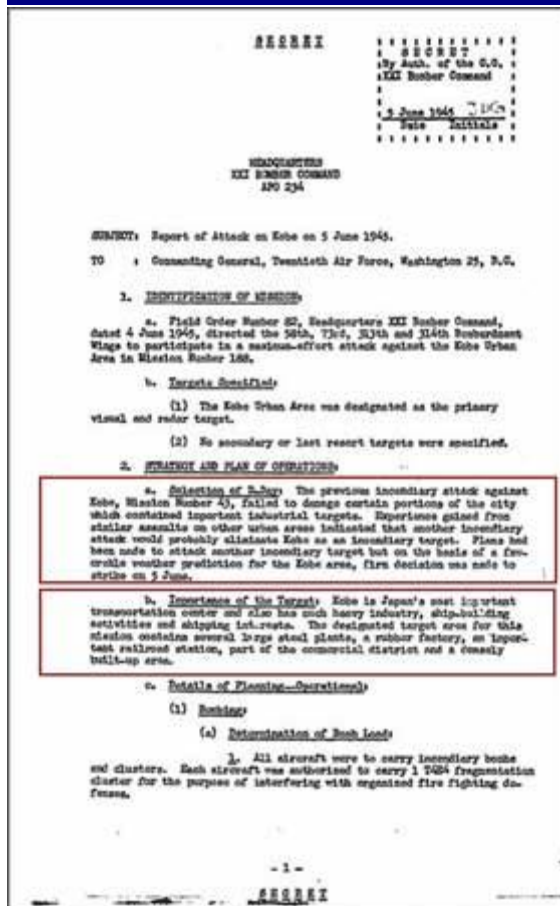 SECRET
SECRET
By Auth. of the C.G.
XXI Bomber Command
5 June 1945 JDG
Date Initials
HEADQUARTERS
XXI BOMBER COMMAND
APO 234
SUBJECT: Report of Attack on Kobe on 5 June 1945.
TO : Commanding General, Twentieth Air Force, Washington 25, D.C.
1. IDENTIFICATION OF MISSION:
a. Field Order Number 82, Headquarters XXI Bomber Command,
dated 4 June 1945, directed the 58th, 73rd, 313th and 314th Bombardment
Wings to participate in a maximum-effort attack against the Kobe Urban
Area in Mission Number 188.
b. Targets Specified:
(1) The Kobe Urban Area was designated as the primary
visual and radar target.
(2) No secondary or last resort targets were specified.
2. STRATEGY AND PLAN OF OPERATIONS:
a. Selection of D-Day: The previous incendiary attack against
Kobe, Mission Number 43, failed to damage certain portions of the city
which contained important industrial targets. Experience gained from
similar assaults on other urban areas indicated that another incendiary
attack would probably eliminate Kobe as an incendiary target. Plans had
been made to attack another incendiary target but on the basis of a fav-
orable weather prediction for the Kobe area, firm decision was made to
strike on 5 June.
b. Importance of the Target: Kobe is Japan's most important
transportation center and also has much heavy industry, ship-building
activities and shipping interests. The designated target area for this
mission contains several large steel plants, a rubber factory, an impor-
tant railroad station, part of the commercial district and a densely
built-up area.
c. Details of Planning--Operational:
(1) Bombing:
(a) Determination of Bomb Load:
1. All aircraft were to carry incendiary bombs
and clusters. Each aircraft was authorized to carry 1 T4E4 fragmentation
cluster for the purpose of interfering with organized fire fighting de-
fenses.
- 1 -
SECRET